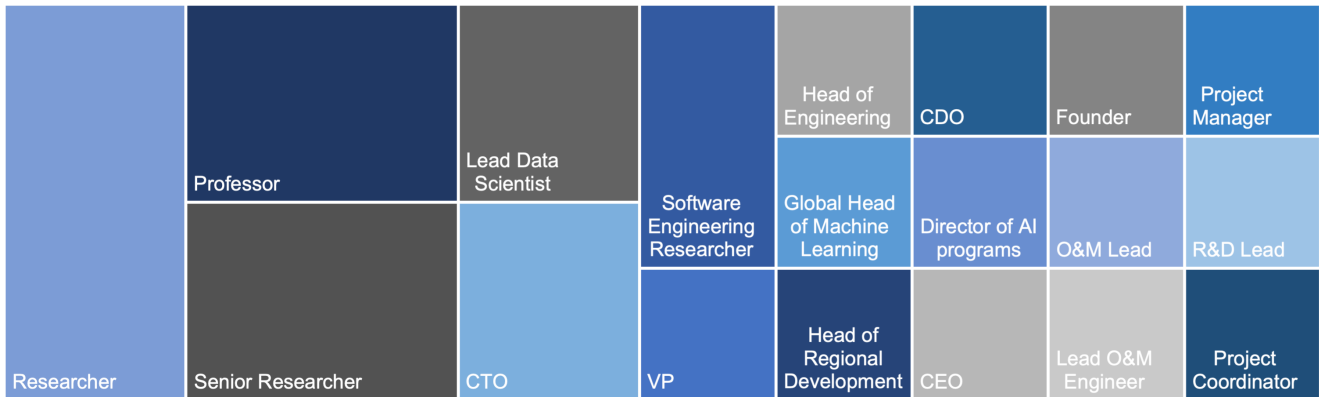 Researcher
Professor
Senior Researcher
Lead Data
Scientist
CTO
Software
Engineering
Researcher
VP
Head of
Engineering
CDO
Founder
Project
Manager
Global Head
of Machine
Learning
Director of AI
programs
O&M Lead
R&D Lead
Head of
Regional
Development
CEO
Lead O&M
Engineer
Project
Coordinator